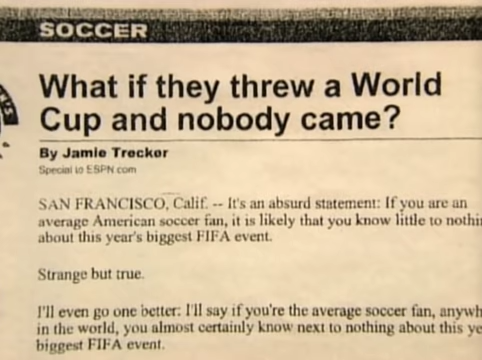 SOCCER
What if they threw a World
Cup and nobody came?
By Jamie Trecker
Special to ESPN.com
SAN FRANCISCO, Calif. -- It's an absurd statement: If you are an
average American soccer fan, it is likely that you know little to nothi
about this year's biggest FIFA event.
Strange but true.
I'll even go one better: I'll say if you're the average soccer fan, anywh
in the world, you almost certainly know next to nothing about this ye
biggest FIFA event.